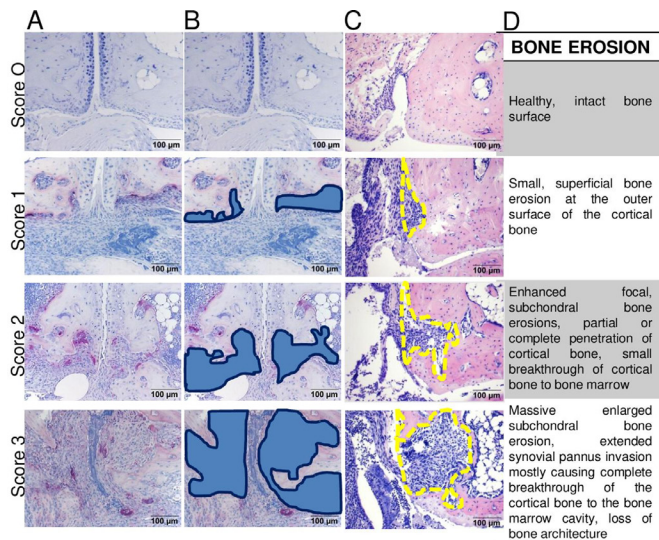 A B C D
BONE EROSION
Score 0
100 µm 100 µm 100 µm
Healthy, intact bone
surface
Score 1
100 µm 100 µm 100 µm
Small, superficial bone
erosion at the outer
surface of the cortical
bone
Score 2
100 µm 100 µm 100 µm
Enhanced focal,
subchondral bone
erosions, partial or
complete penetration of
cortical bone, small
breakthrough of cortical
bone to bone marrow
Score 3
100 µm 100 µm 100 µm
Massive enlarged
subchondral bone
erosion, extended
synovial pannus invasion
mostly causing complete
breakthrough of the
cortical bone to the bone
marrow cavity, loss of
bone architecture